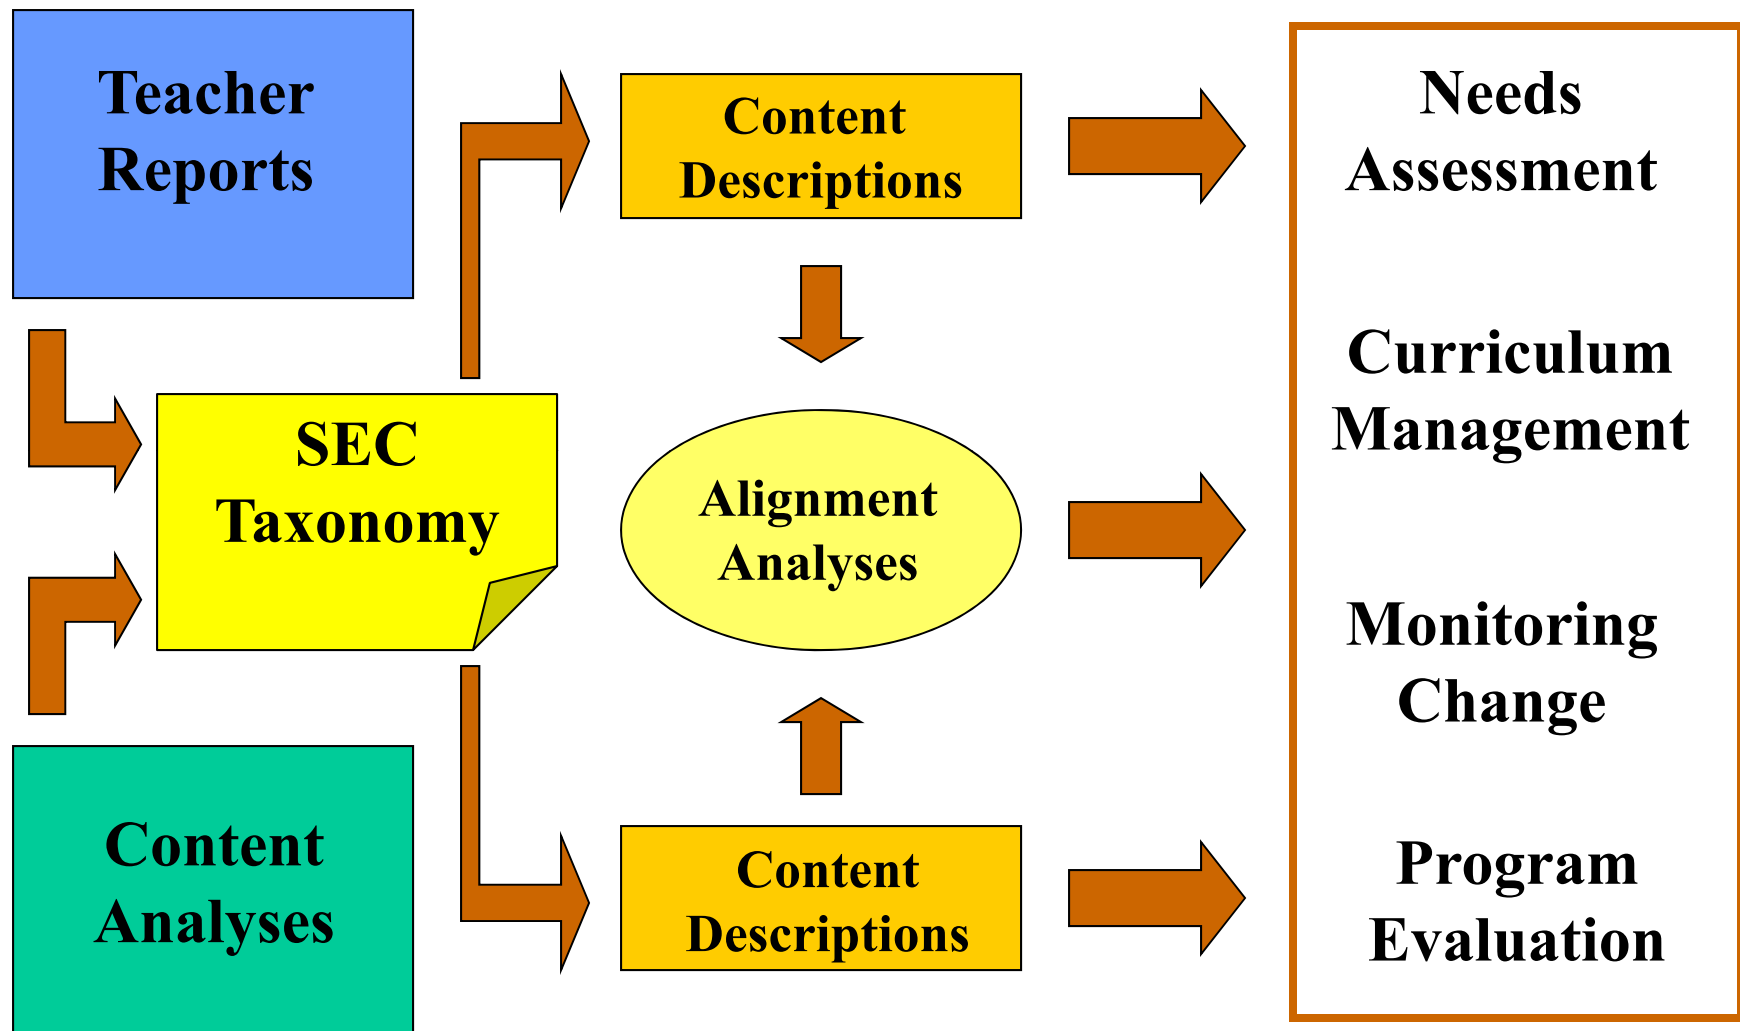 Teacher
Reports
SEC
Taxonomy
Content
Analyses
Content
Descriptions
Alignment
Analyses
Content
Descriptions
Needs
Assessment
Curriculum
Management
Monitoring
Change
Program
Evaluation